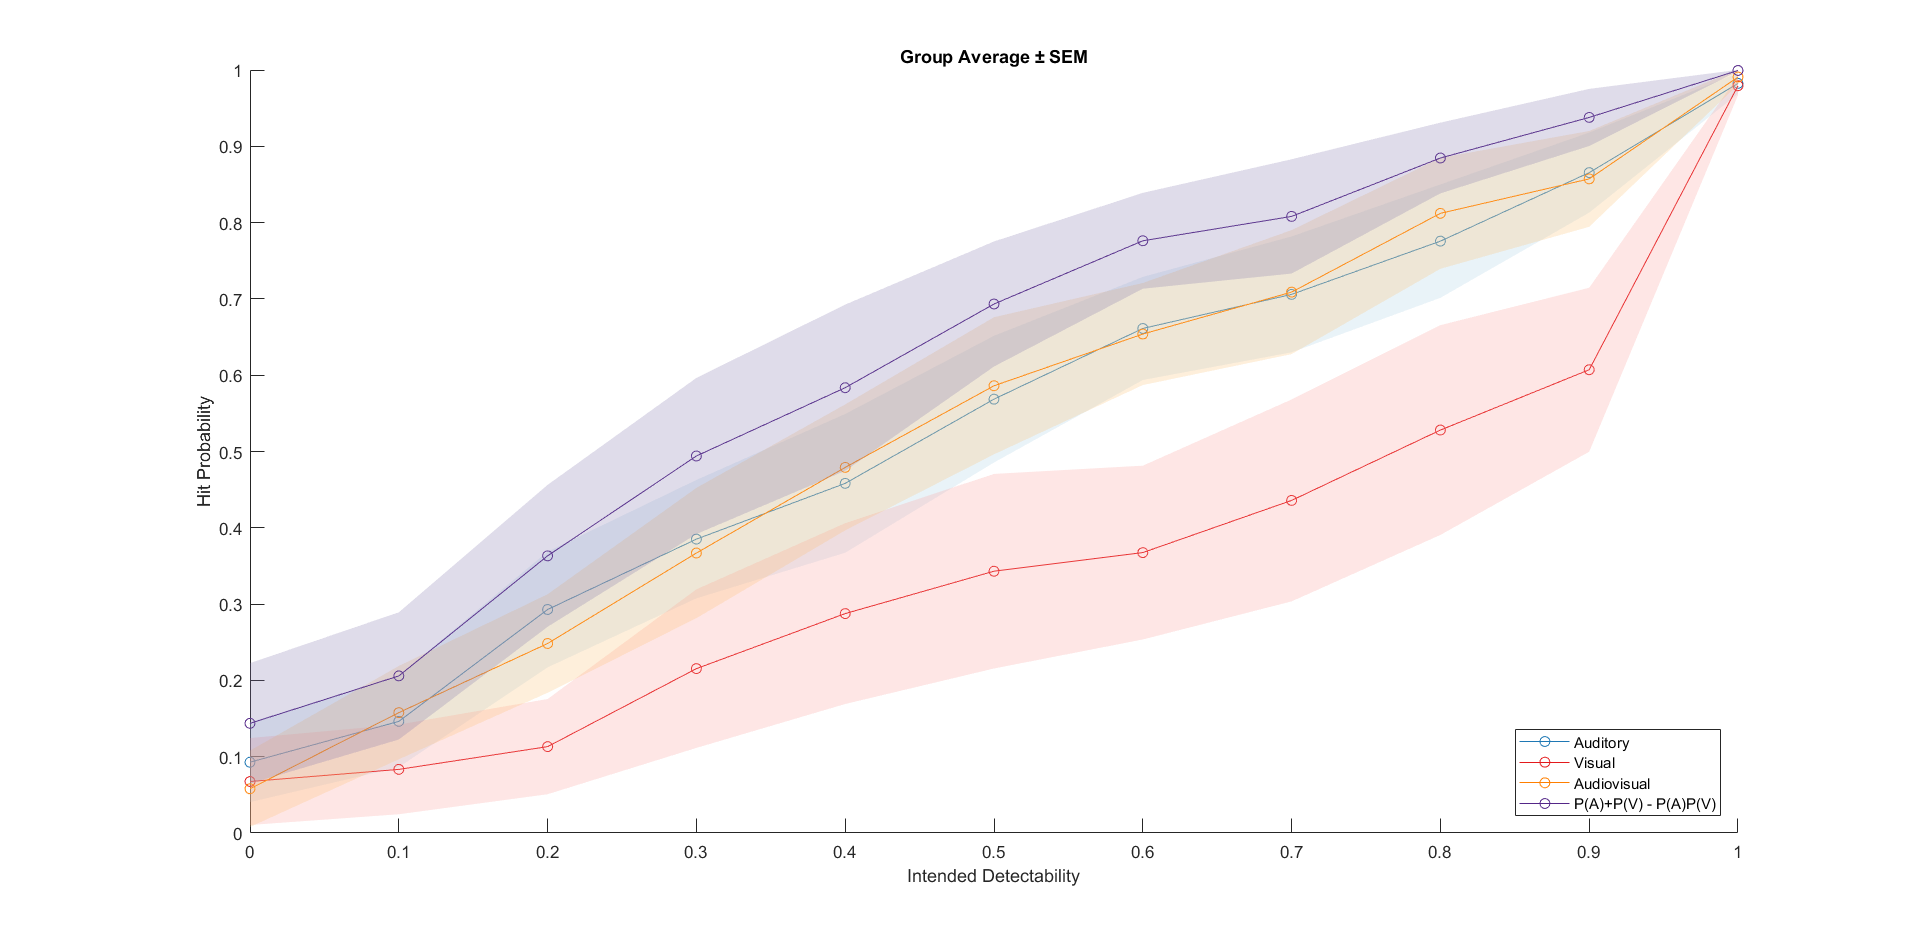 Group Average ± SEM
1
0.9
0.8
0.7
0.6
0.5
0.4
0.3
0.2
0.1
0
Hit Probability
0 0.1 0.2 0.3 0.4 0.5 0.6 0.7 0.8 0.9 1
Intended Detectability
Auditory
Visual
Audiovisual
P(A)+P(V) - P(A)P(V)